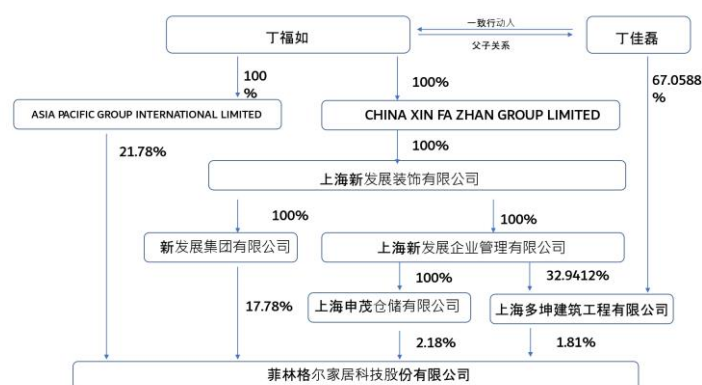 一致行动人
丁福如
丁佳磊
父子关系
100
%
100%
67.0588
%
ASIA PACIFIC GROUP INTERNATIONAL LIMITED
CHINA XIN FA ZHAN GROUP LIMITED
21.78%
100%
上海新发展装饰有限公司
100%
100%
新发展集团有限公司
上海新发展企业管理有限公司
100%
32.9412%
17.78%
上海申茂仓储有限公司
上海多坤建筑工程有限公司
2.18%
1.81%
菲林格尔家居科技股份有限公司